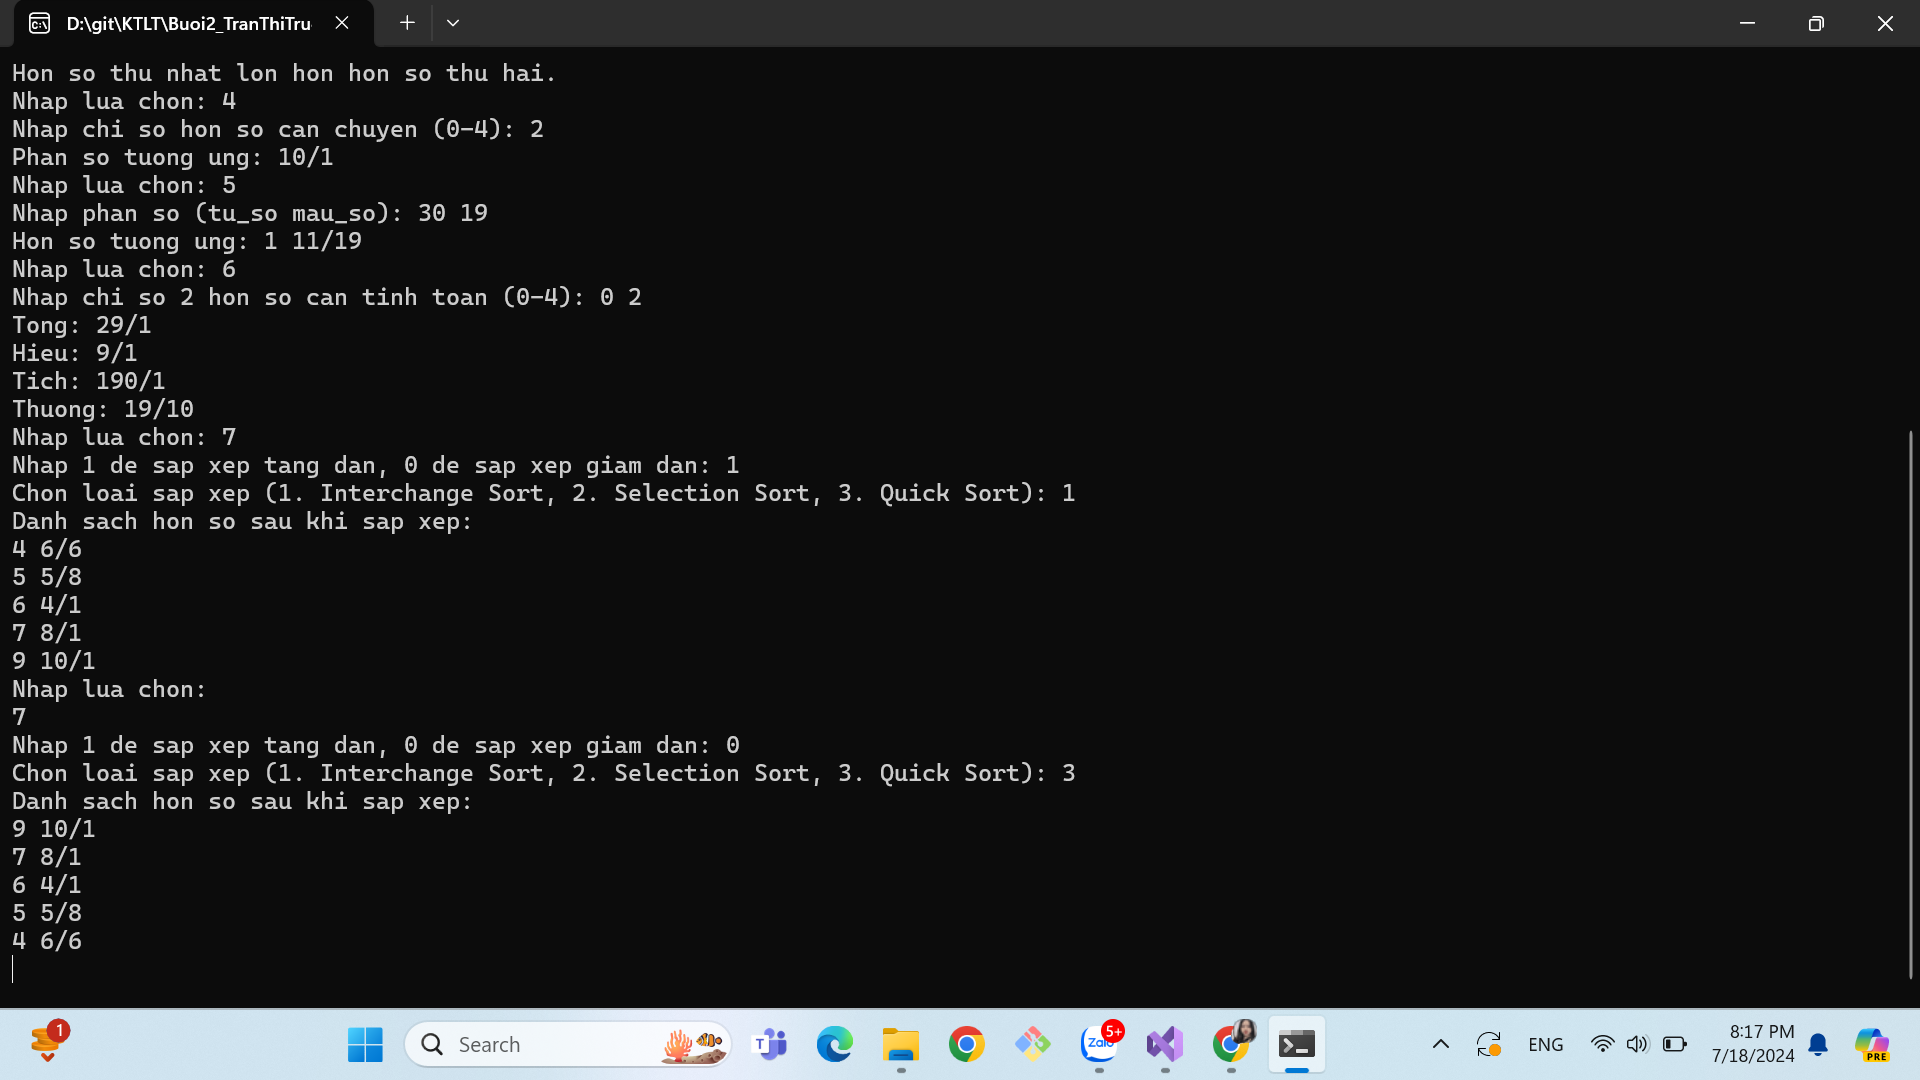 D:\git\KTLT\Buoi2_TranThiTru
Hon so thu nhat lon hon hon so thu hai.
Nhap lua chon: 4
Nhap chi so hon so can chuyen (0-4): 2
Phan so tuong ung: 10/1
Nhap lua chon: 5
Nhap phan so (tu_so mau_so): 30 19
Hon so tuong ung: 1 11/19
Nhap lua chon: 6
Nhap chi so 2 hon so can tinh toan (0-4): 0 2
Tong: 29/1
Hieu: 9/1
Tich: 190/1
Thuong: 19/10
Nhap lua chon: 7
Nhap 1 de sap xep tang dan, 0 de sap xep giam dan: 1
Chon loai sap xep (1. Interchange Sort, 2. Selection Sort, 3. Quick Sort): 1
Danh sach hon so sau khi sap xep:
4 6/6
5 5/8
6 4/1
7 8/1
9 10/1
Nhap lua chon:
7
Nhap 1 de sap xep tang dan, 0 de sap xep giam dan: 0
Chon loai sap xep (1. Interchange Sort, 2. Selection Sort, 3. Quick Sort): 3
Danh sach hon so sau khi sap xep:
9 10/1
7 8/1
6 4/1
5 5/8
4 6/6
1
Search
T
Zalo
5+
ENG
8:17 PM
7/18/2024
PRE